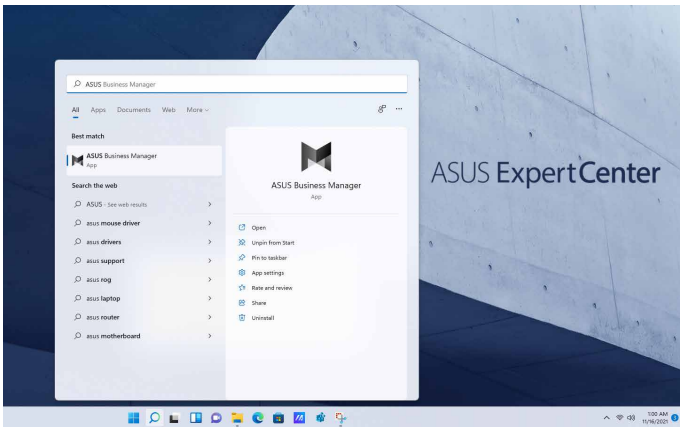 ASUS Business Manager
All Apps Documents Web More
Best match
ASUS Business Manager
App
Search the web
ASUS - See web results
asus mouse driver
asus drivers
asus support
asus rog
asus laptop
asus router
asus motherboard
ASUS Business Manager
App
Open
Unpin from Start
Pin to taskbar
App settings
Rate and review
Share
Uninstall
ASUS ExpertCenter
1:00 AM
11/16/2021